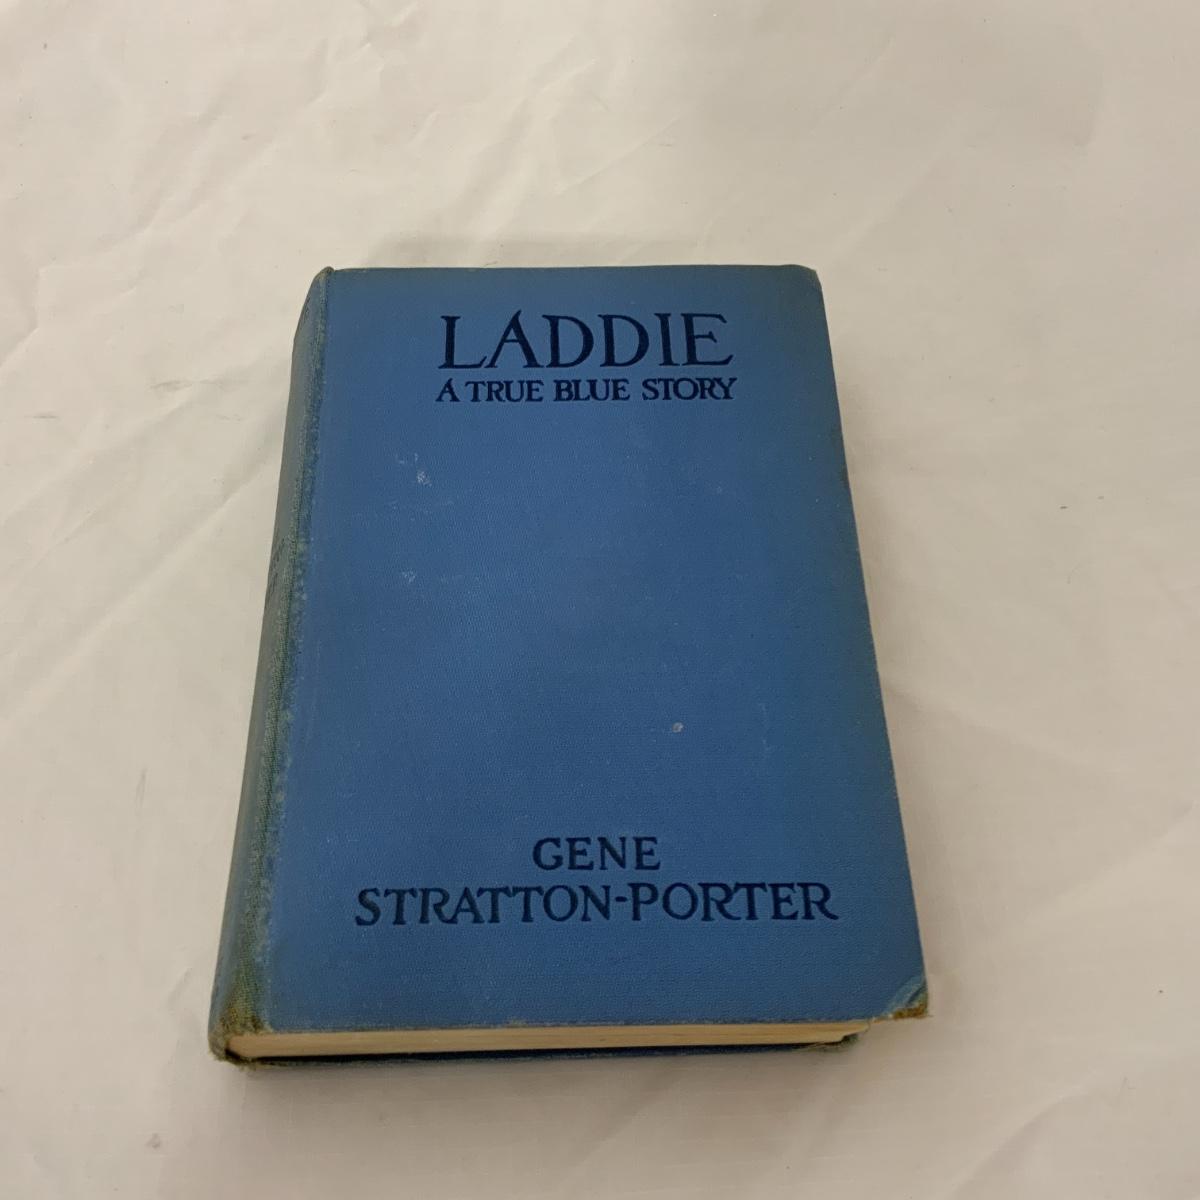 LADDIE
A TRUE BLUE STORY
GENE
STRATTON-PORTER